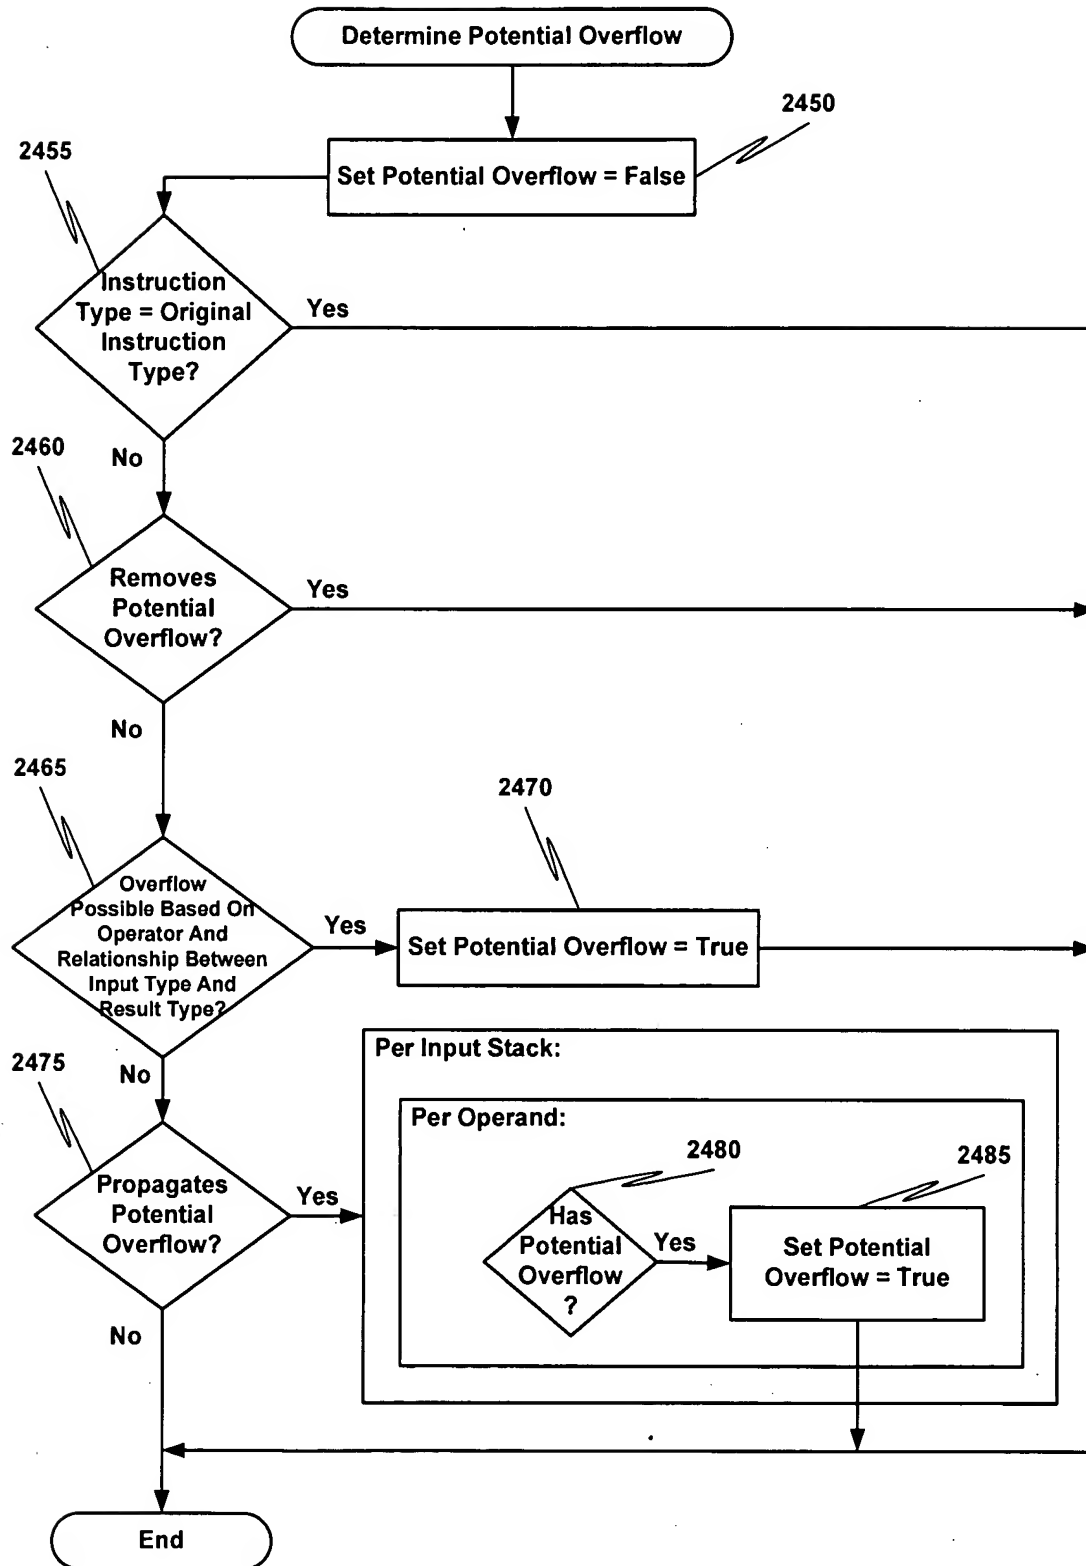 Determine Potential Overflow
2450
2455
Set Potential Overflow = False
Instruction
Type = Original
Instruction
Type?
Yes
No
2460
Removes
Potential
Overflow?
Yes
No
2465
2470
Overflow
Possible Based On
Operator And
Relationship Between
Input Type And
Result Type?
Yes
Set Potential Overflow = True
No
2475
Per Input Stack:
Per Operand:
2480
2485
Propagates
Potential
Overflow?
Yes
Has
Potential
Overflow
?
Yes
Set Potential
Overflow = True
No
End